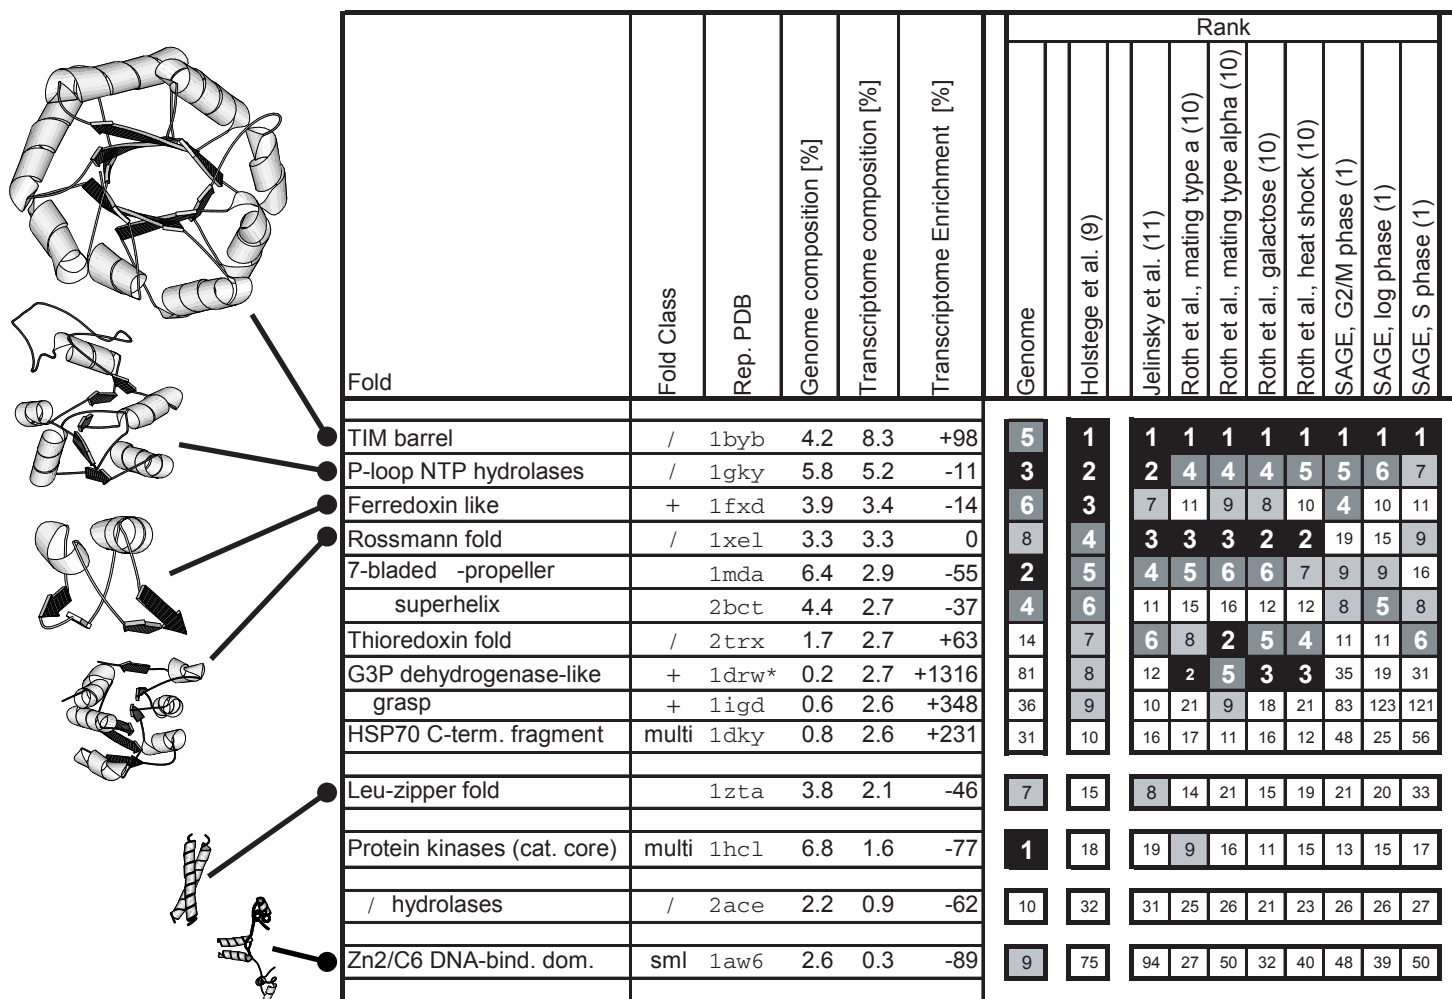 Rank
Fold
Fold Class
Rep. PDB
Genome composition [%]
Transcriptome composition [%]
Transcriptome Enrichment [%]
Genome
Holstege et al. (9)
Jelinsky et al. (11)
Roth et al., mating type a (10)
Roth et al., mating type alpha (10)
Roth et al., galactose (10)
Roth et al., heat shock (10)
SAGE, G2/M phase (1)
SAGE, log phase (1)
SAGE, S phase (1)
TIM barrel / 1byb 4.2 8.3 +98 5 1 1 1 1 1 1 1 1 1
P-loop NTP hydrolases / 1gky 5.8 5.2 -11 3 2 2 4 4 4 5 5 6 7
Ferredoxin like + 1fxd 3.9 3.4 -14 6 3 7 11 9 8 10 4 10 11
Rossmann fold / 1xel 3.3 3.3 0 8 4 3 3 3 2 2 19 15 9
7-bladed -propeller 1mda 6.4 2.9 -55 2 5 4 5 6 6 7 9 9 16
superhelix 2bct 4.4 2.7 -37 4 6 11 15 16 12 12 8 5 8
Thioredoxin fold / 2trx 1.7 2.7 +63 14 7 6 8 2 5 4 11 11 6
G3P dehydrogenase-like + 1drw* 0.2 2.7 +1316 81 8 12 2 5 3 3 35 19 31
grasp + 1igd 0.6 2.6 +348 36 9 10 21 9 18 21 83 123 121
HSP70 C-term. fragment multi 1dky 0.8 2.6 +231 31 10 16 17 11 16 12 48 25 56
Leu-zipper fold 1zta 3.8 2.1 -46 7 15 8 14 21 15 19 21 20 33
Protein kinases (cat. core) multi 1hcl 6.8 1.6 -77 1 18 19 9 16 11 15 13 15 17
/ hydrolases / 2ace 2.2 0.9 -62 10 32 31 25 26 21 23 26 26 27
Zn2/C6 DNA-bind. dom. sml 1aw6 2.6 0.3 -89 9 75 94 27 50 32 40 48 39 50